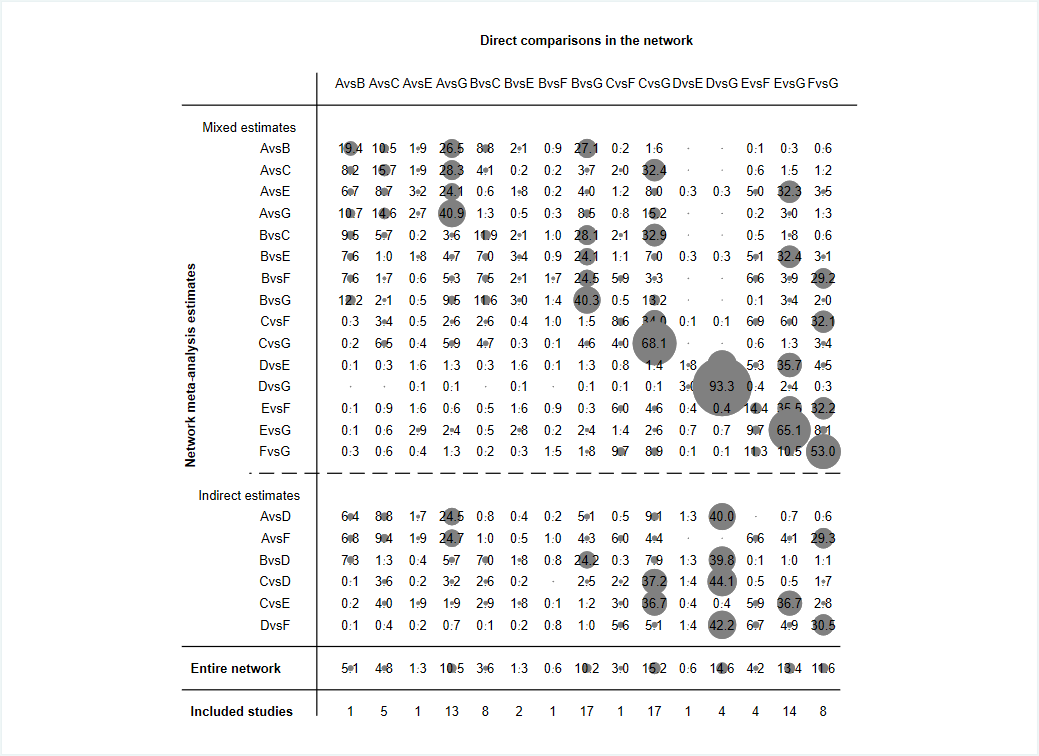 Direct comparisons in the network
AvsB AvsC AvsE AvsG BvsC BvsE BvsF BvsG CvsF CvsG DvsE DvsG EvsF EvsG FvsG
Network meta-analysis estimates
Mixed estimates
AvsB 19.4 10.5 1.9 26.5 8.8 2.1 0.9 27.1 0.2 1.6 . . 0.1 0.3 0.6
AvsC 8.2 15.7 1.9 28.3 4.1 0.2 0.2 3.7 2.0 32.4 . . 0.6 1.5 1.2
AvsE 6.7 8.7 3.2 24.1 0.6 1.8 0.2 4.0 1.2 8.0 0.3 0.3 5.0 32.3 3.5
AvsG 10.7 14.6 2.7 40.9 1.3 0.5 0.3 8.5 0.8 15.2 . . 0.2 3.0 1.3
BvsC 9.5 5.7 0.2 3.6 11.9 2.1 1.0 28.1 2.1 32.9 . . 0.5 1.8 0.6
BvsE 7.6 1.0 1.8 4.7 7.0 3.4 0.9 24.1 1.1 7.0 0.3 0.3 5.1 32.4 3.1
BvsF 7.6 1.7 0.6 5.3 7.5 2.1 1.7 24.5 5.9 3.3 . . 6.6 3.9 29.2
BvsG 12.2 2.1 0.5 9.5 11.6 3.0 1.4 40.3 0.5 13.2 . . 0.1 3.4 2.0
CvsF 0.3 3.4 0.5 2.6 2.6 0.4 1.0 1.5 8.6 34.0 0.1 0.1 6.9 6.0 32.1
CvsG 0.2 6.5 0.4 5.9 4.7 0.3 0.1 4.6 4.0 68.1 . . 0.6 1.3 3.4
DvsE 0.1 0.3 1.6 1.3 0.3 1.6 0.1 1.3 0.8 1.4 1.8 5.3 35.7 4.5
DvsG . . 0.1 0.1 . 0.1 . 0.1 0.1 0.1 3.0 93.3 0.4 2.4 0.3
EvsF 0.1 0.9 1.6 0.6 0.5 1.6 0.9 0.3 6.0 4.6 0.4 0.4 14.4 35.5 32.2
EvsG 0.1 0.6 2.9 2.4 0.5 2.8 0.2 2.4 1.4 2.6 0.7 0.7 9.7 65.1 8.1
FvsG 0.3 0.6 0.4 1.3 0.2 0.3 1.5 1.8 9.7 8.9 0.1 0.1 11.3 10.5 53.0
Indirect estimates
AvsD 6.4 8.8 1.7 24.5 0.8 0.4 0.2 5.1 0.5 9.1 1.3 40.0 . 0.7 0.6
AvsF 6.8 9.4 1.9 24.7 1.0 0.5 1.0 4.3 6.0 4.4 . . 6.6 4.1 29.3
BvsD 7.3 1.3 0.4 5.7 7.0 1.8 0.8 24.2 0.3 7.9 1.3 39.8 0.1 1.0 1.1
CvsD 0.1 3.6 0.2 3.2 2.6 0.2 . 2.5 2.2 37.2 1.4 44.1 0.5 0.5 1.7
CvsE 0.2 4.0 1.9 1.9 2.9 1.8 0.1 1.2 3.0 36.7 0.4 0.4 5.9 36.7 2.8
DvsF 0.1 0.4 0.2 0.7 0.1 0.2 0.8 1.0 5.6 5.1 1.4 42.2 6.7 4.9 30.5
Entire network 5.1 4.8 1.3 10.5 3.6 1.3 0.6 10.2 3.0 15.2 0.6 14.6 4.2 13.4 11.6
Included studies 1 5 1 13 8 2 1 17 1 17 1 4 4 14 8